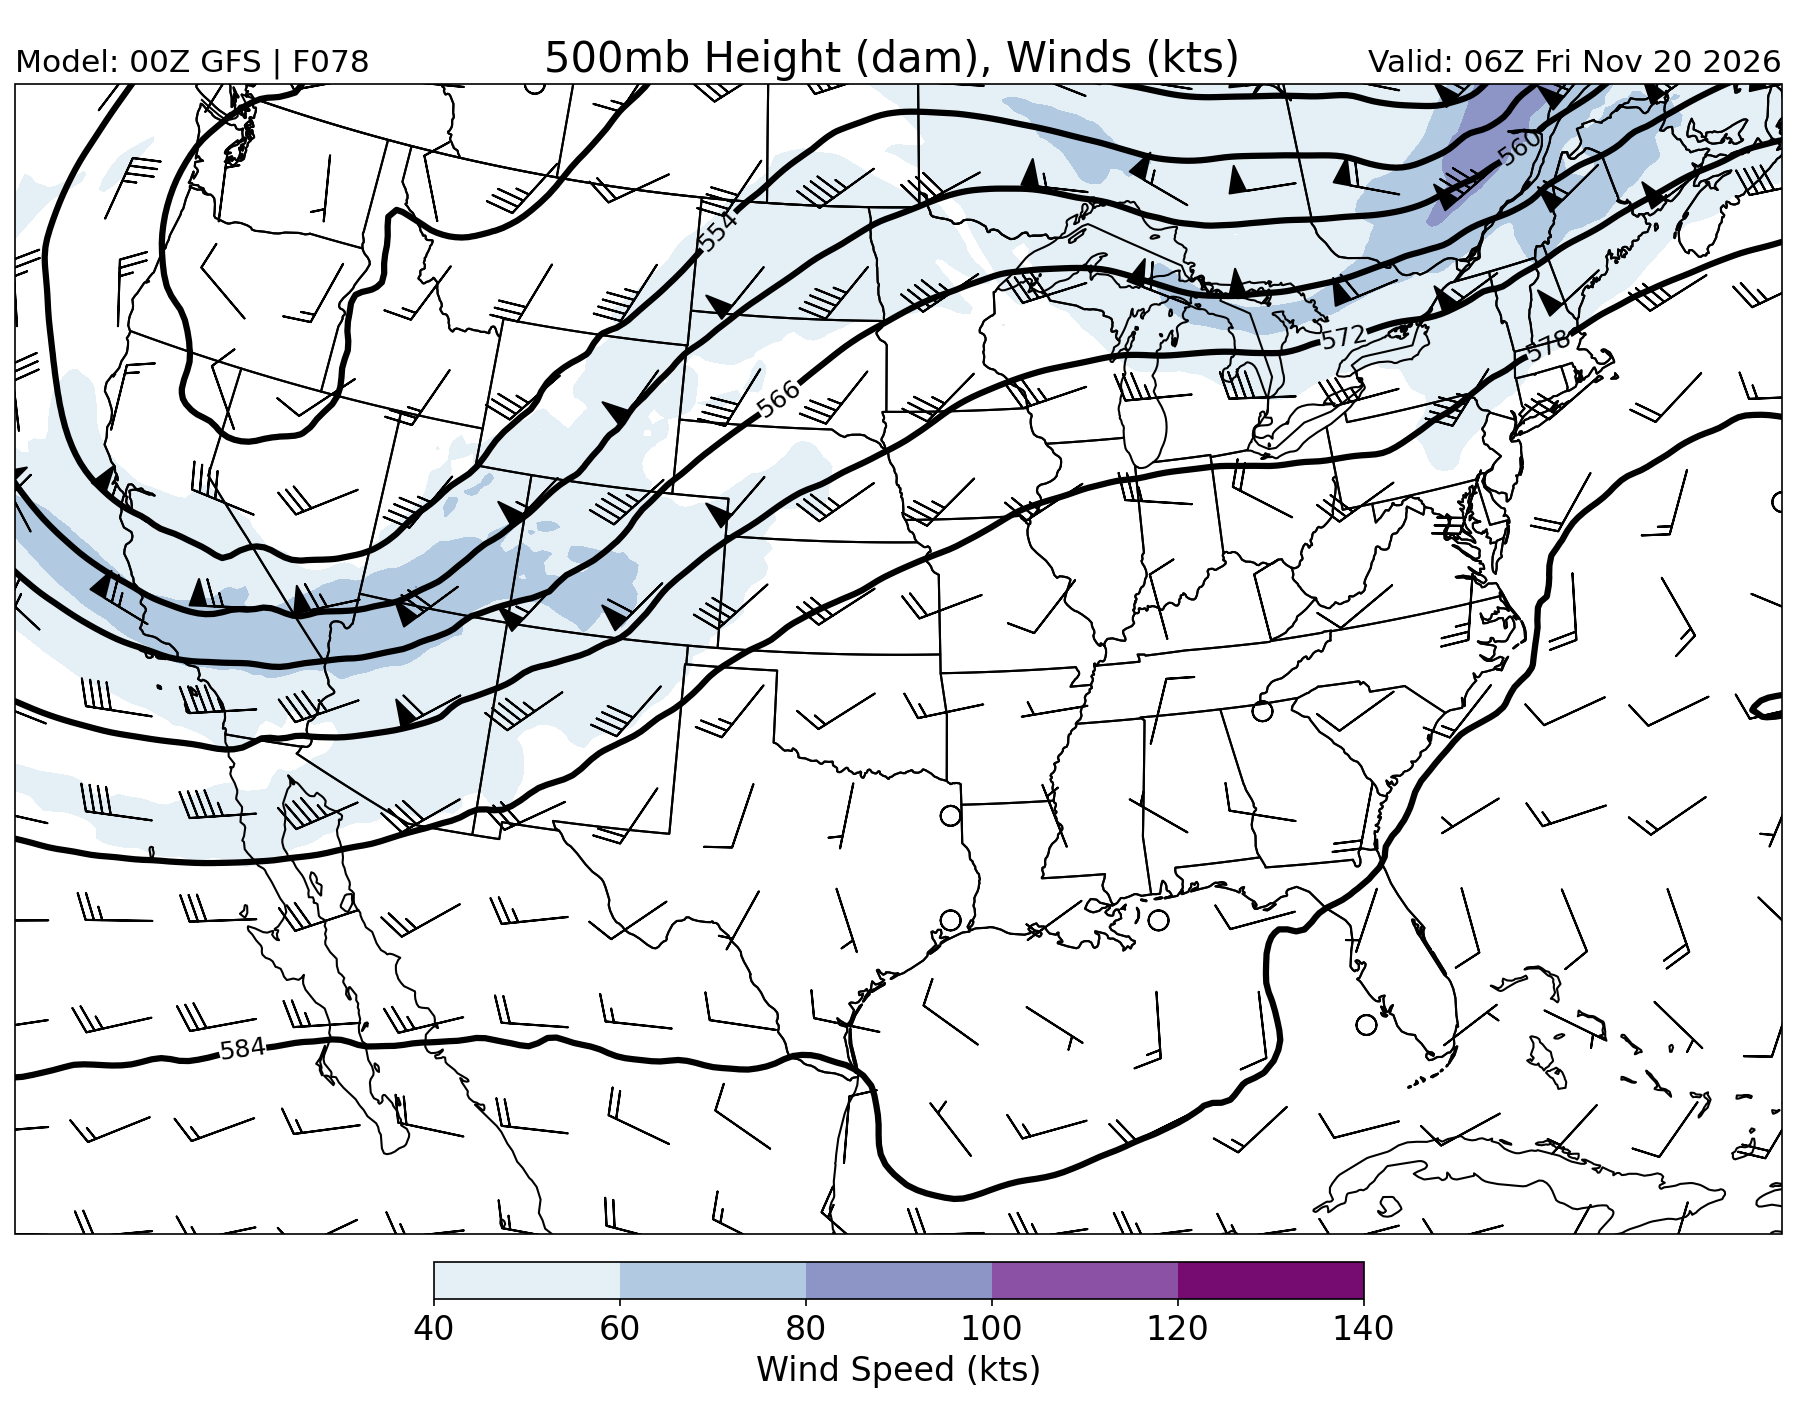 Model: 00Z GFS | F078
500mb Height (dam), Winds (kts)
Valid: 06Z Fri Nov 20 2026
560
554
572
578
566
584
40 60 80 100 120 140
Wind Speed (kts)